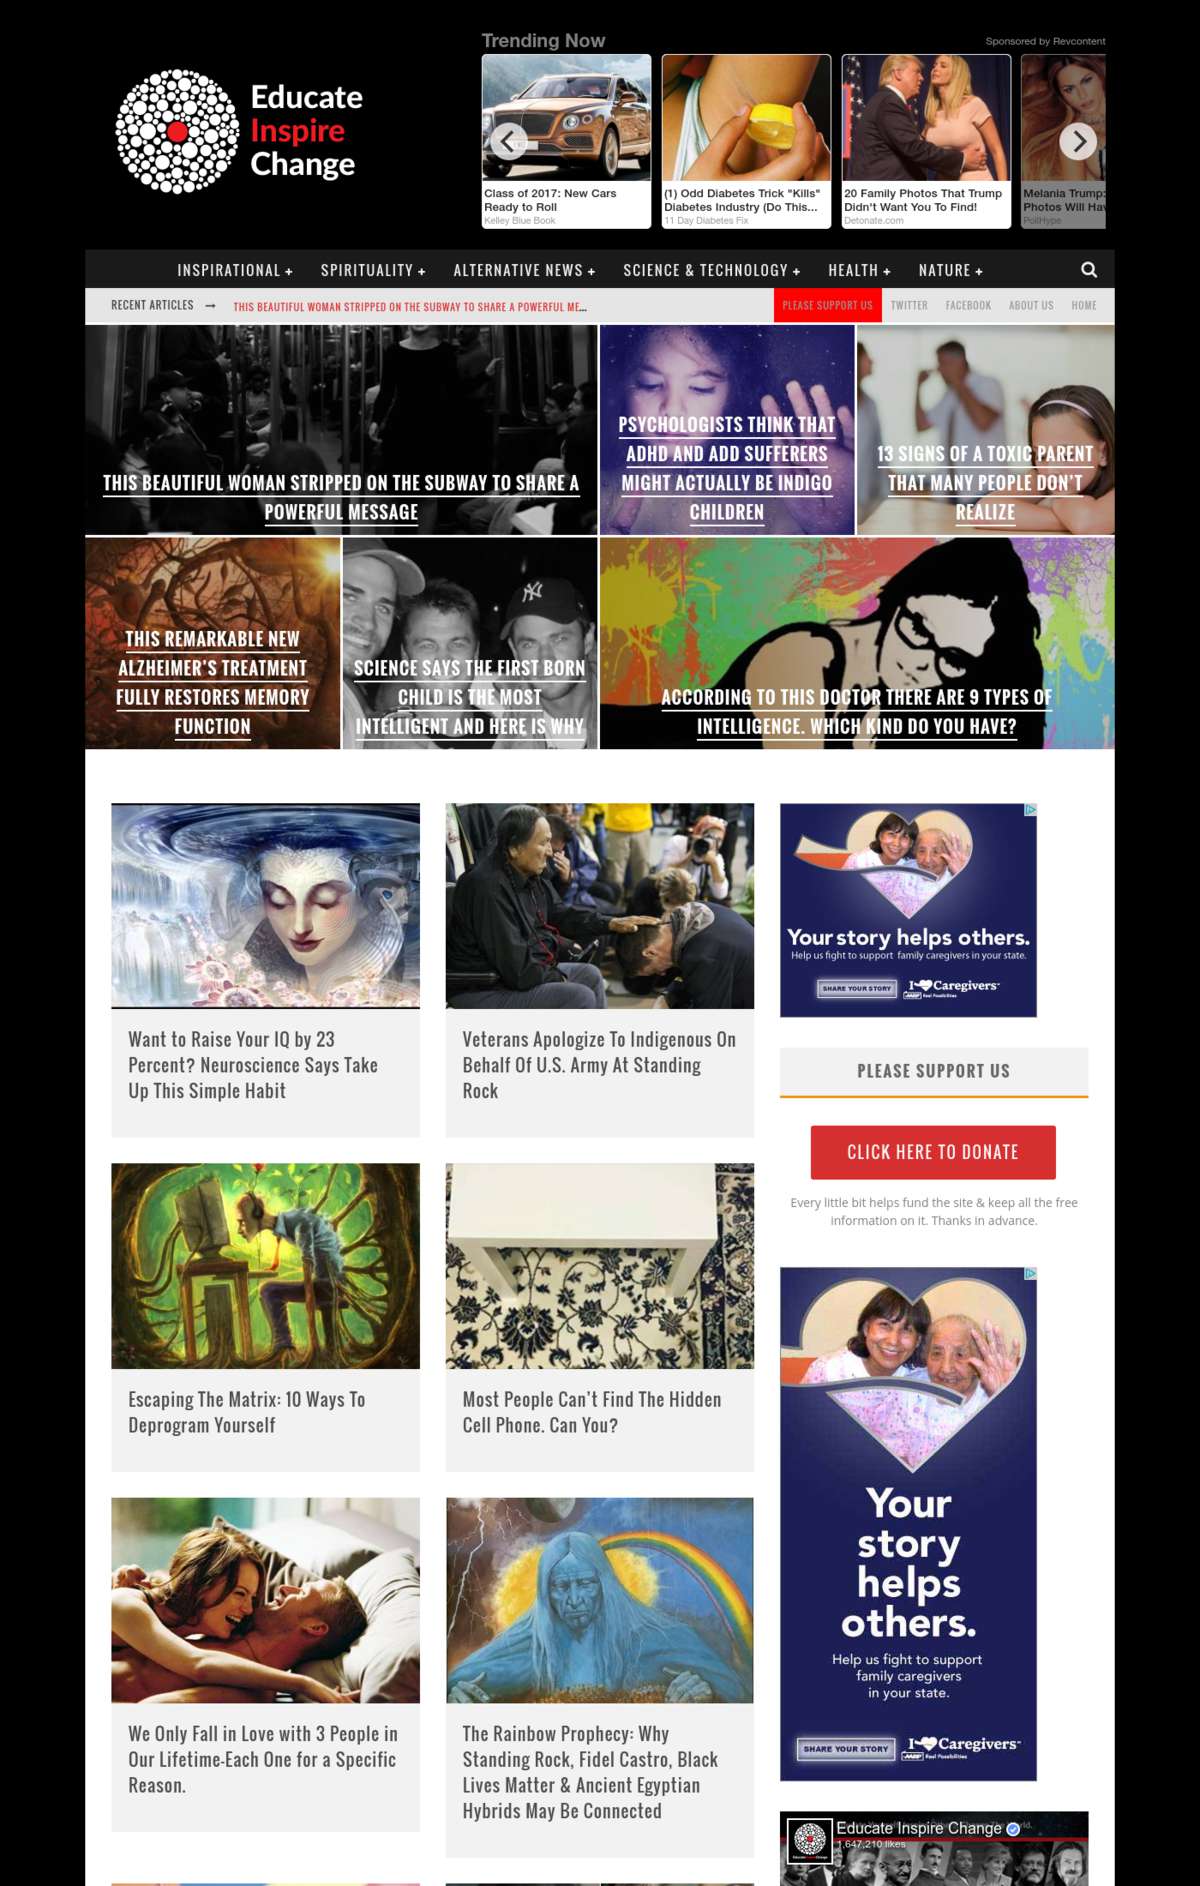 Trending Now
Sponsored by Revcontent
Educate
Inspire
Change
Class of 2017: New Cars
Ready to Roll
Kelley Blue Book
(1) Odd Diabetes Trick "Kills"
Diabetes Industry (Do This...
11 Day Diabetes Fix
20 Family Photos That Trump
Didn't Want You To Find!
Detonate.com
Melania Trump:
Photos Will Hav
PollHype
INSPIRATIONAL +
SPIRITUALITY +
ALTERNATIVE NEWS +
SCIENCE & TECHNOLOGY +
HEALTH +
NATURE +
RECENT ARTICLES →
THIS BEAUTIFUL WOMAN STRIPPED ON THE SUBWAY TO SHARE A POWERFUL ME...
PLEASE SUPPORT US
TWITTER
FACEBOOK
ABOUT US
HOME
THIS BEAUTIFUL WOMAN STRIPPED ON THE SUBWAY TO SHARE A
POWERFUL MESSAGE
PSYCHOLOGISTS THINK THAT
ADHD AND ADD SUFFERERS
MIGHT ACTUALLY BE INDIGO
CHILDREN
13 SIGNS OF A TOXIC PARENT
THAT MANY PEOPLE DON'T
REALIZE
THIS REMARKABLE NEW
ALZHEIMER'S TREATMENT
FULLY RESTORES MEMORY
FUNCTION
SCIENCE SAYS THE FIRST BORN
CHILD IS THE MOST
INTELLIGENT AND HERE IS WHY
ACCORDING TO THIS DOCTOR THERE ARE 9 TYPES OF
INTELLIGENCE. WHICH KIND DO YOU HAVE?
Want to Raise Your IQ by 23
Percent? Neuroscience Says Take
Up This Simple Habit
Veterans Apologize To Indigenous On
Behalf Of U.S. Army At Standing
Rock
Your story helps others.
Help us fight to support family caregivers in your state.
SHARE YOUR STORY
I Caregivers™
AARP Real Possibilities
PLEASE SUPPORT US
CLICK HERE TO DONATE
Every little bit helps fund the site & keep all the free
information on it. Thanks in advance.
Escaping The Matrix: 10 Ways To
Deprogram Yourself
Most People Can't Find The Hidden
Cell Phone. Can You?
Your
story
helps
others.
Help us fight to support
family caregivers
in your state.
SHARE YOUR STORY
I Caregivers™
AARP Real Possibilities
We Only Fall in Love with 3 People in
Our Lifetime-Each One for a Specific
Reason.
The Rainbow Prophecy: Why
Standing Rock, Fidel Castro, Black
Lives Matter & Ancient Egyptian
Hybrids May Be Connected
Educate Inspire Change
1,647,210 likes
EducateInspireChange